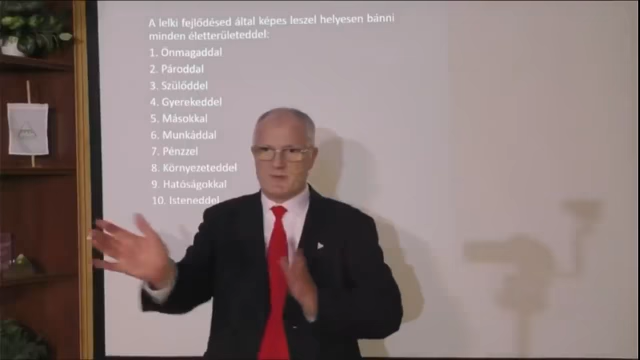 A lelki fejlődésed által képes leszel helyesen bánni
minden életterületeddel:
1. Önmagaddal
2. Pároddal
3. Szülőddel
4. Gyerekeddel
5. Másokkal
6. Munkáddal
7. Pénzzel
8. Környezeteddel
9. Hatóságokkal
10. Isteneddel